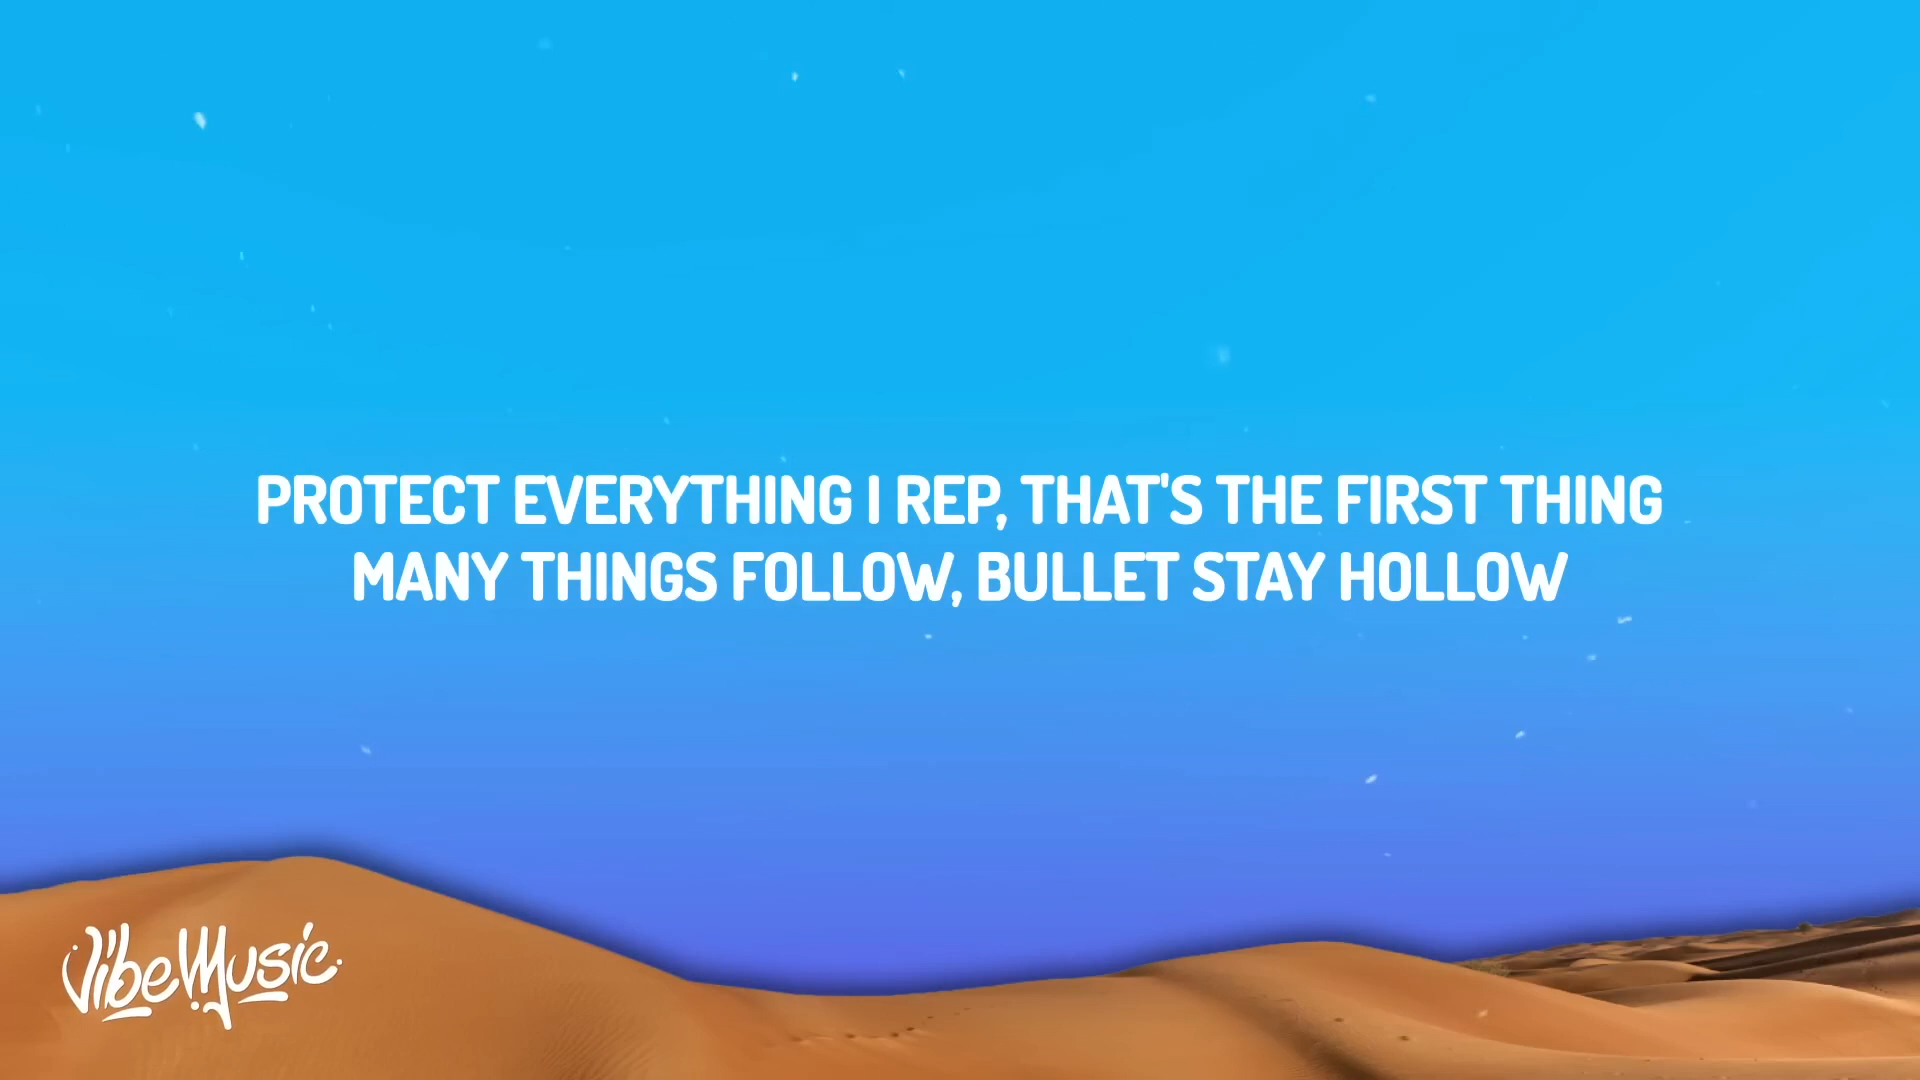 PROTECT EVERYTHING I REP, THAT'S THE FIRST THING
MANY THINGS FOLLOW, BULLET STAY HOLLOW
VibeMusic